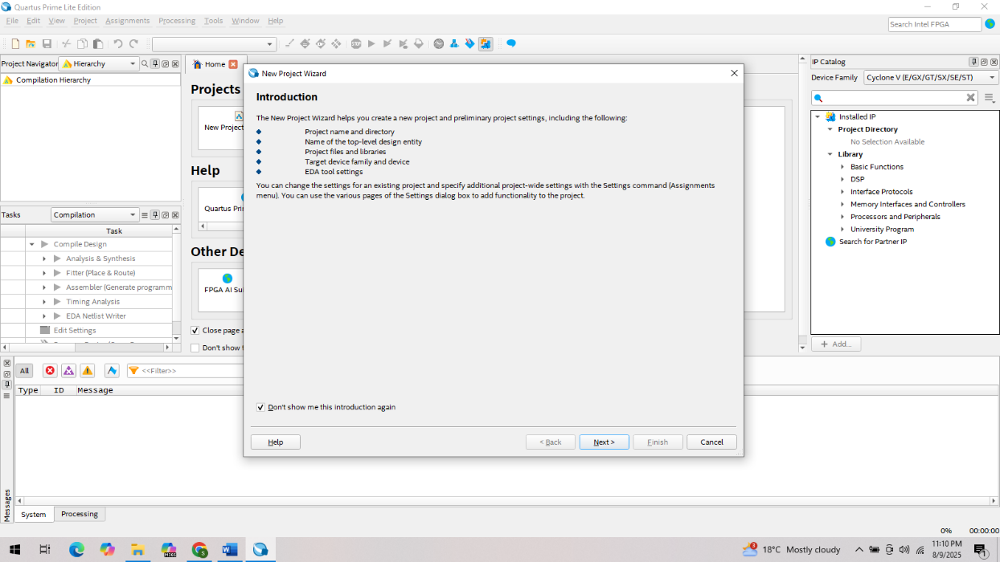 Quartus Prime Lite Edition
File Edit View Project Assignments Processing Tools Window Help
Search Intel FPGA
Project Navigator Hierarchy
Compilation Hierarchy
Tasks Compilation
Task
Compile Design
Analysis & Synthesis
Fitter (Place & Route)
Assembler (Generate programm
Timing Analysis
EDA Netlist Writer
Edit Settings
Home
Projects
New Project
Help
Quartus Pri
Other De
FPGA AI Su
Close page a
Don't show t
New Project Wizard
Introduction
The New Project Wizard helps you create a new project and preliminary project settings, including the following:
Project name and directory
Name of the top-level design entity
Project files and libraries
Target device family and device
EDA tool settings
You can change the settings for an existing project and specify additional project-wide settings with the Settings command (Assignments
menu). You can use the various pages of the Settings dialog box to add functionality to the project.
Don't show me this introduction again
Help < Back Next > Finish Cancel
IP Catalog
Device Family Cyclone V (E/GX/GT/SX/SE/ST)
Installed IP
Project Directory
No Selection Available
Library
Basic Functions
DSP
Interface Protocols
Memory Interfaces and Controllers
Processors and Peripherals
University Program
Search for Partner IP
+ Add...
All <<Filter>>
Type ID Message
Messages
System Processing
0% 00:00:00
18°C Mostly cloudy
11:10 PM
8/9/2025